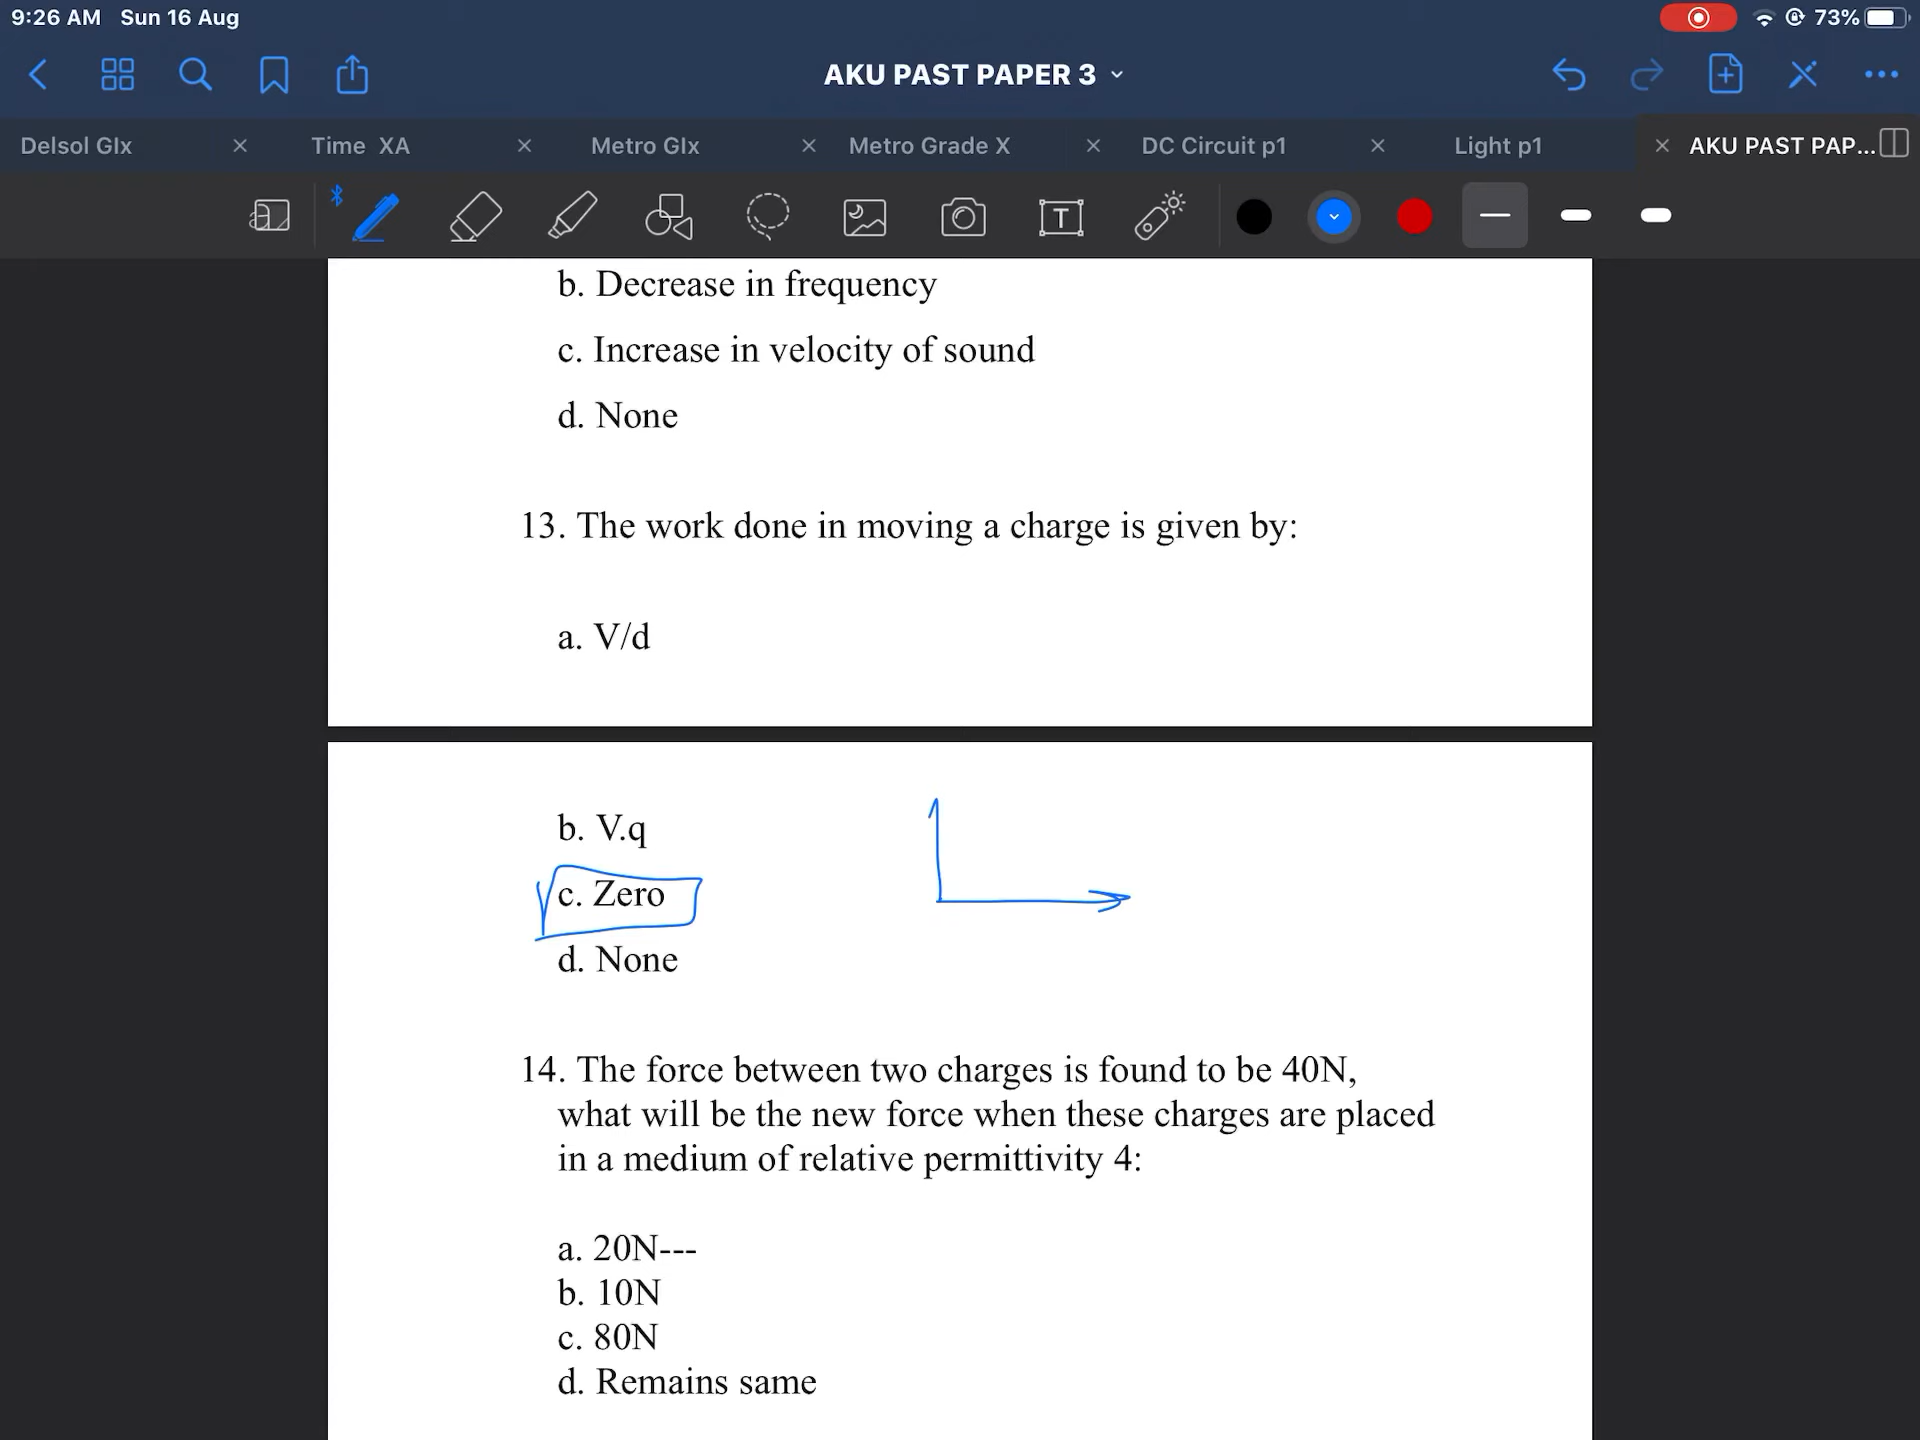 9:26 AM Sun 16 Aug
73%
AKU PAST PAPER 3
Delsol GIx
Time XA
Metro GIx
Metro Grade X
DC Circuit p1
Light p1
AKU PAST PAP...
b. Decrease in frequency
c. Increase in velocity of sound
d. None
13. The work done in moving a charge is given by:
a. V/d
b. V.q
c. Zero
d. None
14. The force between two charges is found to be 40N,
what will be the new force when these charges are placed
in a medium of relative permittivity 4:
a. 20N---
b. 10N
c. 80N
d. Remains same